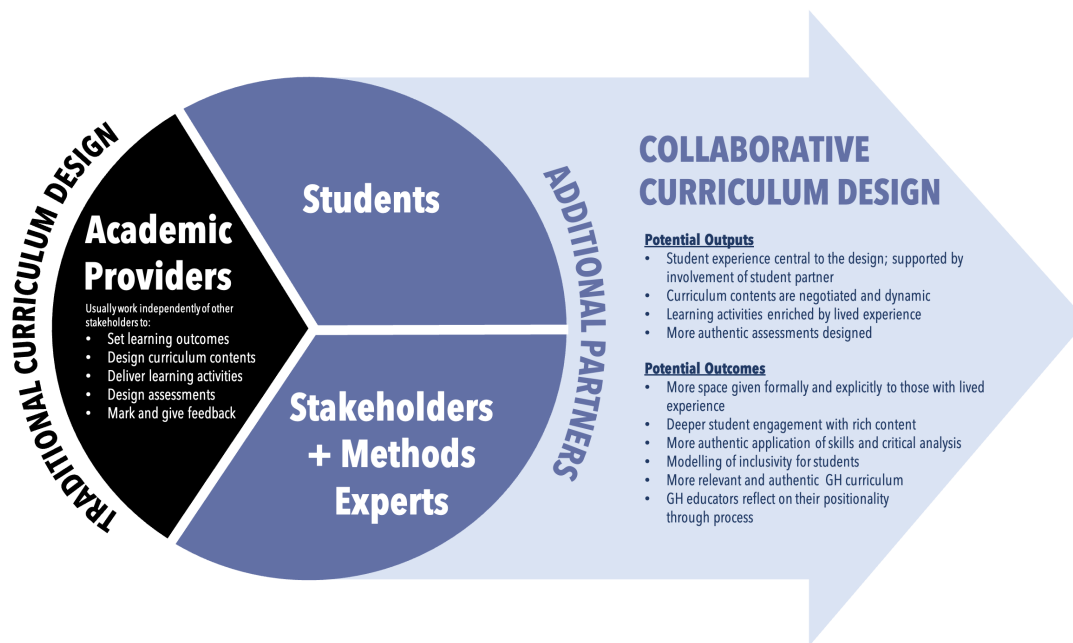 TRADITIONAL CURRICULUM DESIGN
Academic
Providers
Usually work independently of other
stakeholders to:
• Set learning outcomes
• Design curriculum contents
• Deliver learning activities
• Design assessments
• Mark and give feedback
Students
Stakeholders
+ Methods
Experts
ADDITIONAL PARTNERS
COLLABORATIVE
CURRICULUM DESIGN
Potential Outputs
• Student experience central to the design; supported by
involvement of student partner
• Curriculum contents are negotiated and dynamic
• Learning activities enriched by lived experience
• More authentic assessments designed
Potential Outcomes
• More space given formally and explicitly to those with lived
experience
• Deeper student engagement with rich content
• More authentic application of skills and critical analysis
• Modelling of inclusivity for students
• More relevant and authentic GH curriculum
• GH educators reflect on their positionality
through process